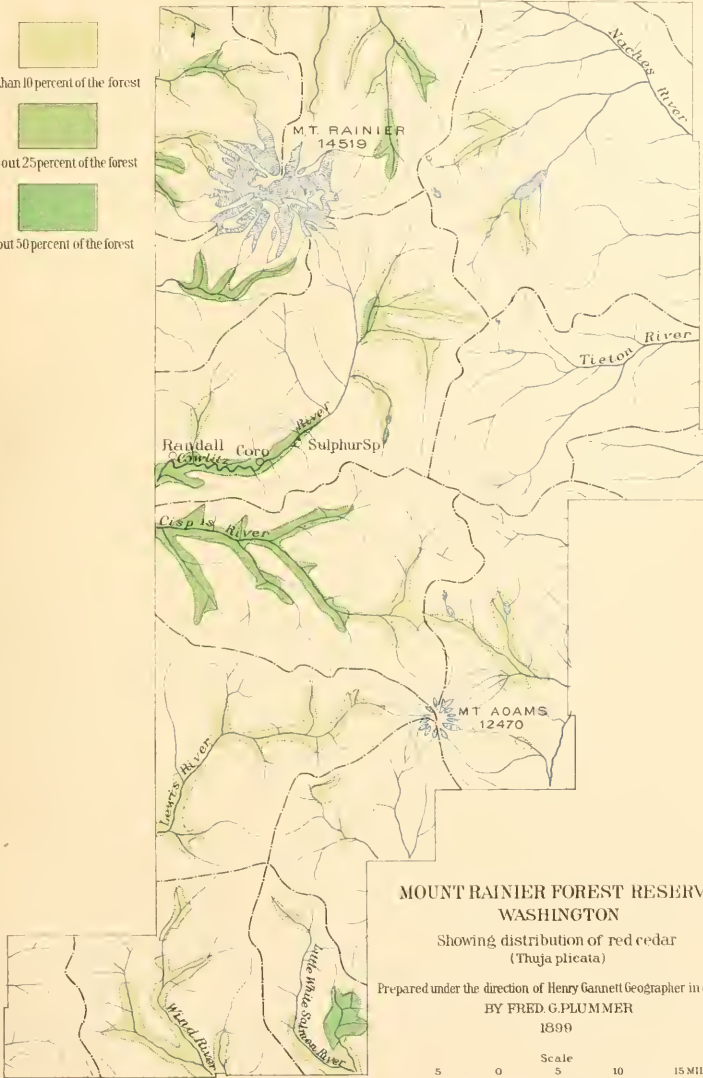 han 10 percent of the forest
out 25 percent of the forest
out 50 percent of the forest
Naches River
MT. RAINIER
14519
Tieton River
Randall
Cowlitz River
Coro
Sulphur Sp
Cispis River
MT ADAMS
12470
Lewis River
Little White Salmon River
Wind River
MOUNT RAINIER FOREST RESERV
WASHINGTON
Showing distribution of red cedar
(Thuja plicata)
Prepared under the direction of Henry Gannett Geographer in
BY FRED. G. PLUMMER
1899
Scale
5 0 5 10 15 MIL